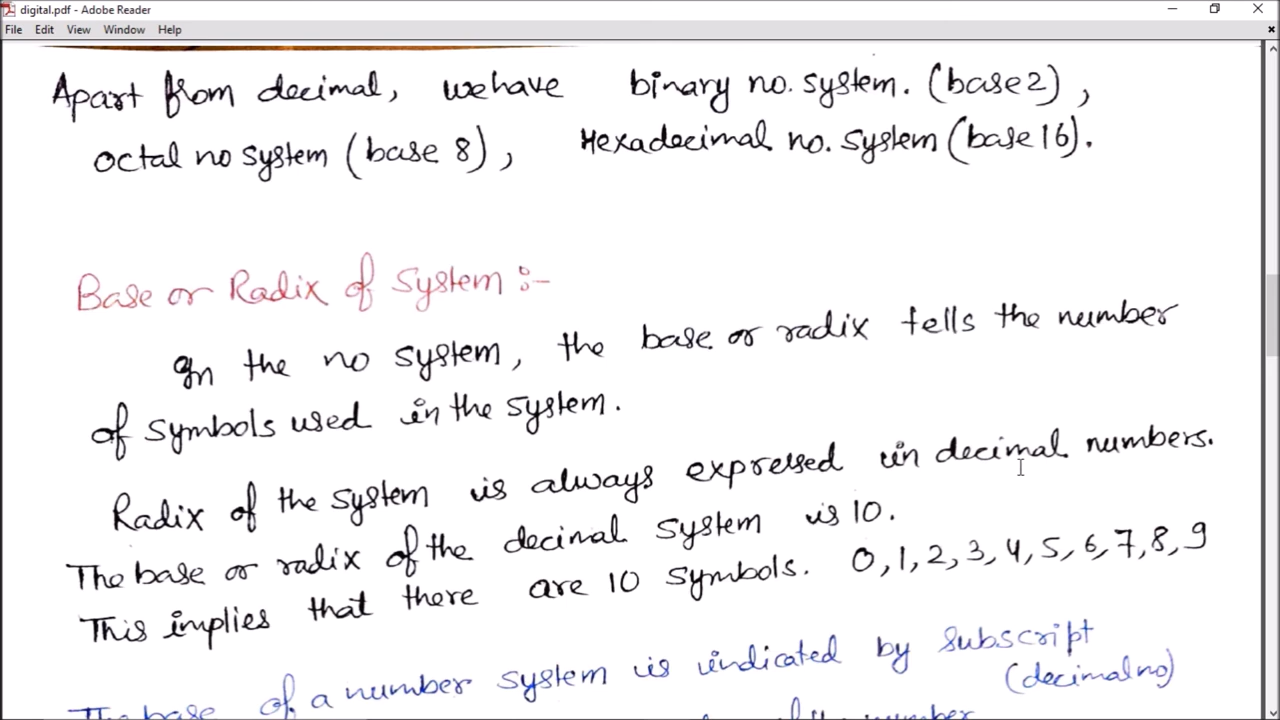 digital.pdf - Adobe Reader
File Edit View Window Help
Apart from decimal, we have binary no. system. (base 2),
octal no system (base 8), Hexadecimal no. system (base 16).
Base or Radix of System :-
In the no system, the base or radix tells the number
of symbols used in the system.
Radix of the system is always expressed in decimal numbers.
The base or radix of the decimal system is 10.
This implies that there are 10 symbols. 0, 1, 2, 3, 4, 5, 6, 7, 8, 9
The base of a number system is indicated by subscript
(decimal no)
of the number